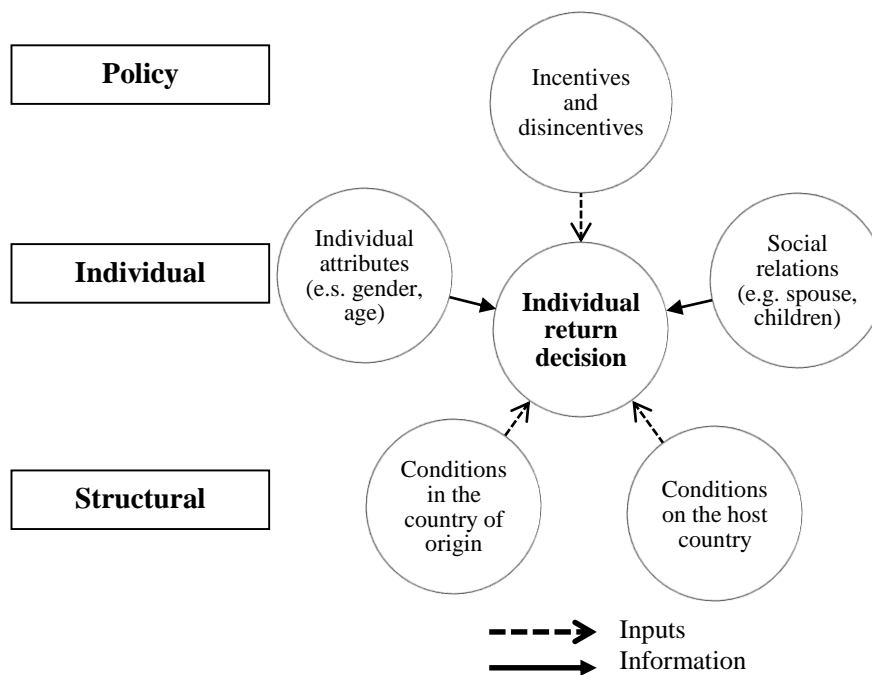 Policy
Incentives
and
disincentives
Individual
Individual
attributes
(e.s. gender,
age)
Individual
return
decision
Social
relations
(e.g. spouse,
children)
Structural
Conditions
in the
country of
origin
Conditions
on the host
country
Inputs
Information